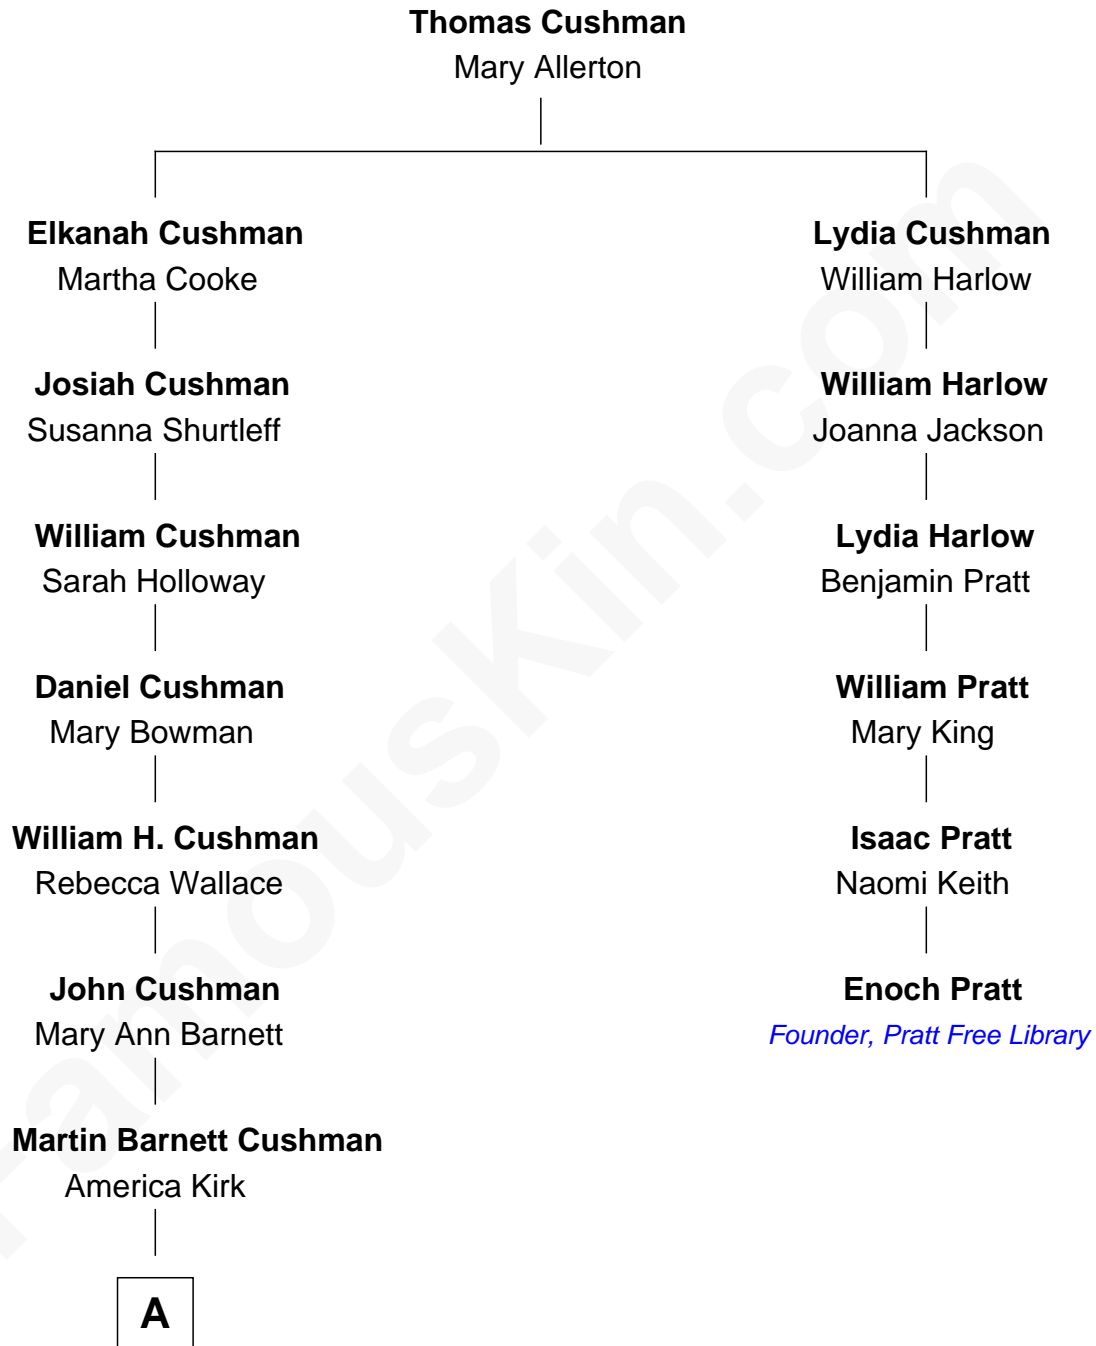 Thomas Cushman
Mary Allerton
Elkanah Cushman
Martha Cooke
Lydia Cushman
William Harlow
Josiah Cushman
Susanna Shurtleff
William Harlow
Joanna Jackson
William Cushman
Sarah Holloway
Lydia Harlow
Benjamin Pratt
Daniel Cushman
Mary Bowman
William Pratt
Mary King
William H. Cushman
Rebecca Wallace
Isaac Pratt
Naomi Keith
John Cushman
Mary Ann Barnett
Enoch Pratt
Founder, Pratt Free Library
Martin Barnett Cushman
America Kirk
A
FamousKin.com